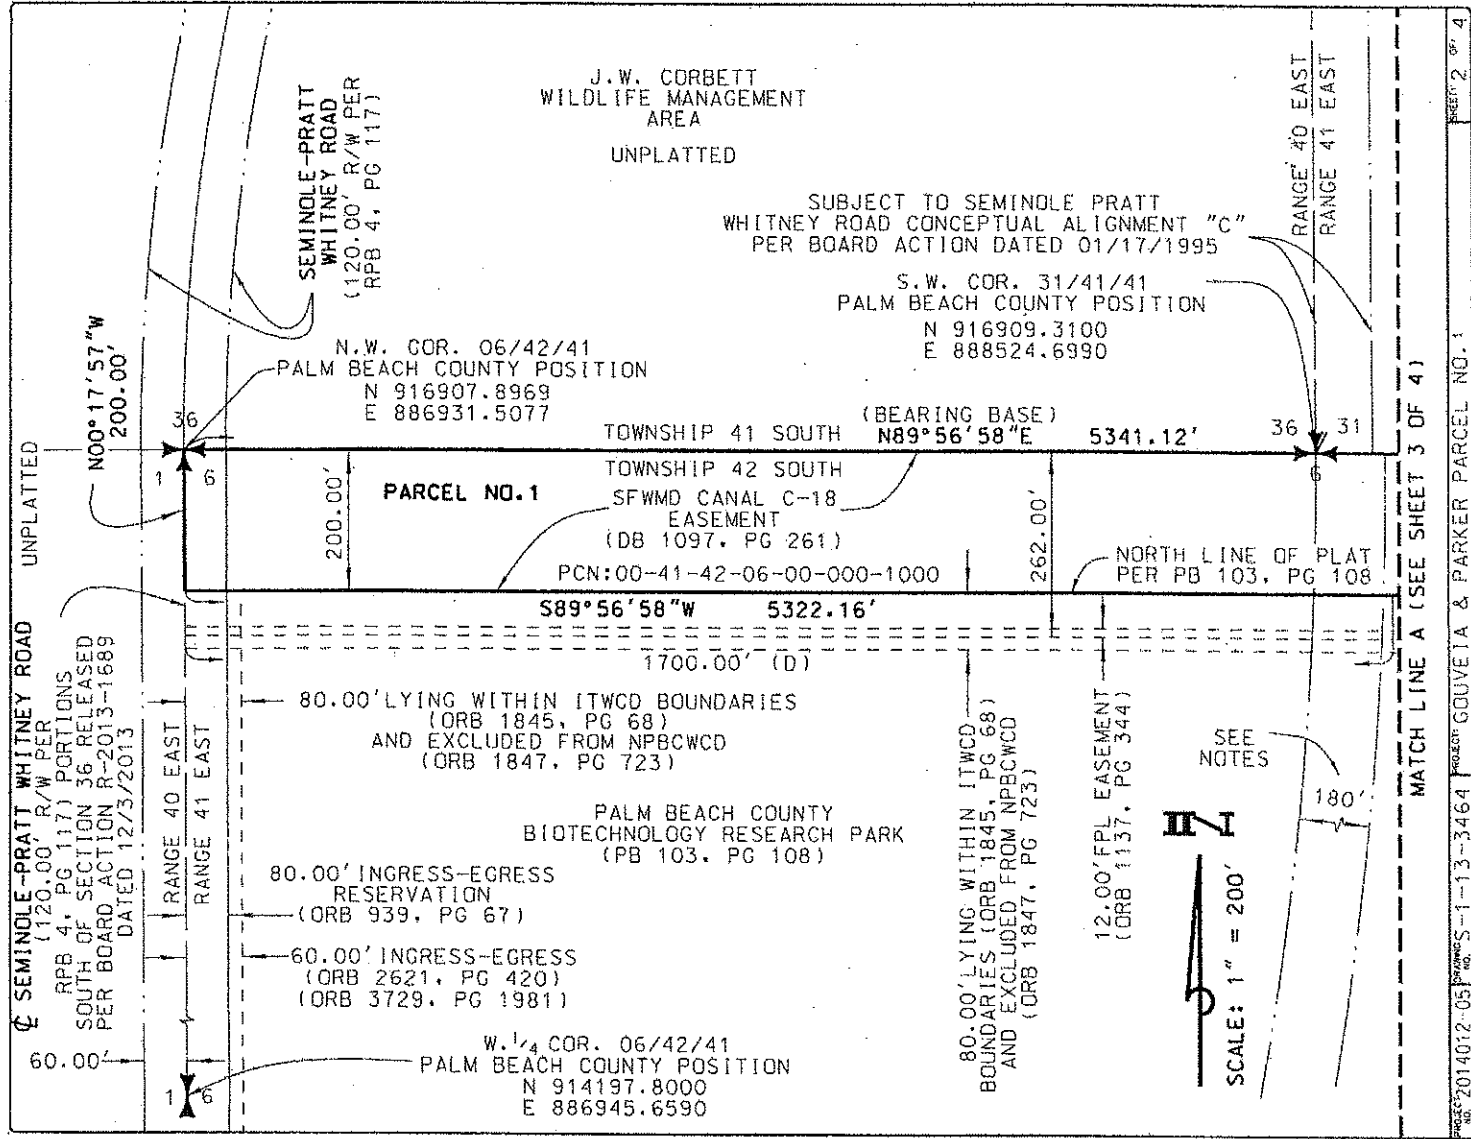 J.W. CORBETT
WILDLIFE MANAGEMENT
AREA
UNPLATTED
SEMINOLE-PRATT
WHITNEY ROAD
(120.00' R/W PER
RPB 4, PG 117)
RANGE 40 EAST
RANGE 41 EAST
SUBJECT TO SEMINOLE PRATT
WHITNEY ROAD CONCEPTUAL ALIGNMENT "C"
PER BOARD ACTION DATED 01/17/1995
S.W. COR. 31/41/41
PALM BEACH COUNTY POSITION
N 916909.3100
E 888524.6990
N00°17'57"W
200.00'
N.W. COR. 06/42/41
PALM BEACH COUNTY POSITION
N 916907.8969
E 886931.5077
36
1
6
UNPLATTED
(BEARING BASE)
TOWNSHIP 41 SOUTH
N89°56'58"E
5341.12'
36
31
6
TOWNSHIP 42 SOUTH
PARCEL NO.1
200.00'
SFWMD CANAL C-18
EASEMENT
(DB 1097, PG 261)
262.00'
PCN:00-41-42-06-00-000-1000
NORTH LINE OF PLAT
PER PB 103, PG 108
S89°56'58"W
5322.16'
1700.00' (D)
℄ SEMINOLE-PRATT WHITNEY ROAD
(120.00' R/W PER
RPB 4, PG 117) PORTIONS
SOUTH OF SECTION 36 RELEASED
PER BOARD ACTION R-2013-1689
DATED 12/3/2013
RANGE 40 EAST
RANGE 41 EAST
80.00' LYING WITHIN ITWCD BOUNDARIES
(ORB 1845, PG 68)
AND EXCLUDED FROM NPBCWCD
(ORB 1847, PG 723)
PALM BEACH COUNTY
BIOTECHNOLOGY RESEARCH PARK
(PB 103, PG 108)
80.00' INGRESS-EGRESS
RESERVATION
(ORB 939, PG 67)
60.00' INGRESS-EGRESS
(ORB 2621, PG 420)
(ORB 3729, PG 1981)
W.1/4 COR. 06/42/41
PALM BEACH COUNTY POSITION
N 914197.8000
E 886945.6590
60.00'
1
6
80.00' LYING WITHIN ITWCD
BOUNDARIES (ORB 1845, PG 68)
AND EXCLUDED FROM NPBCWCD
(ORB 1847, PG 723)
12.00' FPL EASEMENT
(ORB 1137, PG 344)
SEE
NOTES
180'
SCALE: 1" = 200'
MATCH LINE A (SEE SHEET 3 OF 4)
PROJECT NO. 2014012-05
DRAWING NO. S-1-13-3464
PROJECT: GOUVEIA & PARKER PARCEL NO.1
SHEET: 2 OF: 4